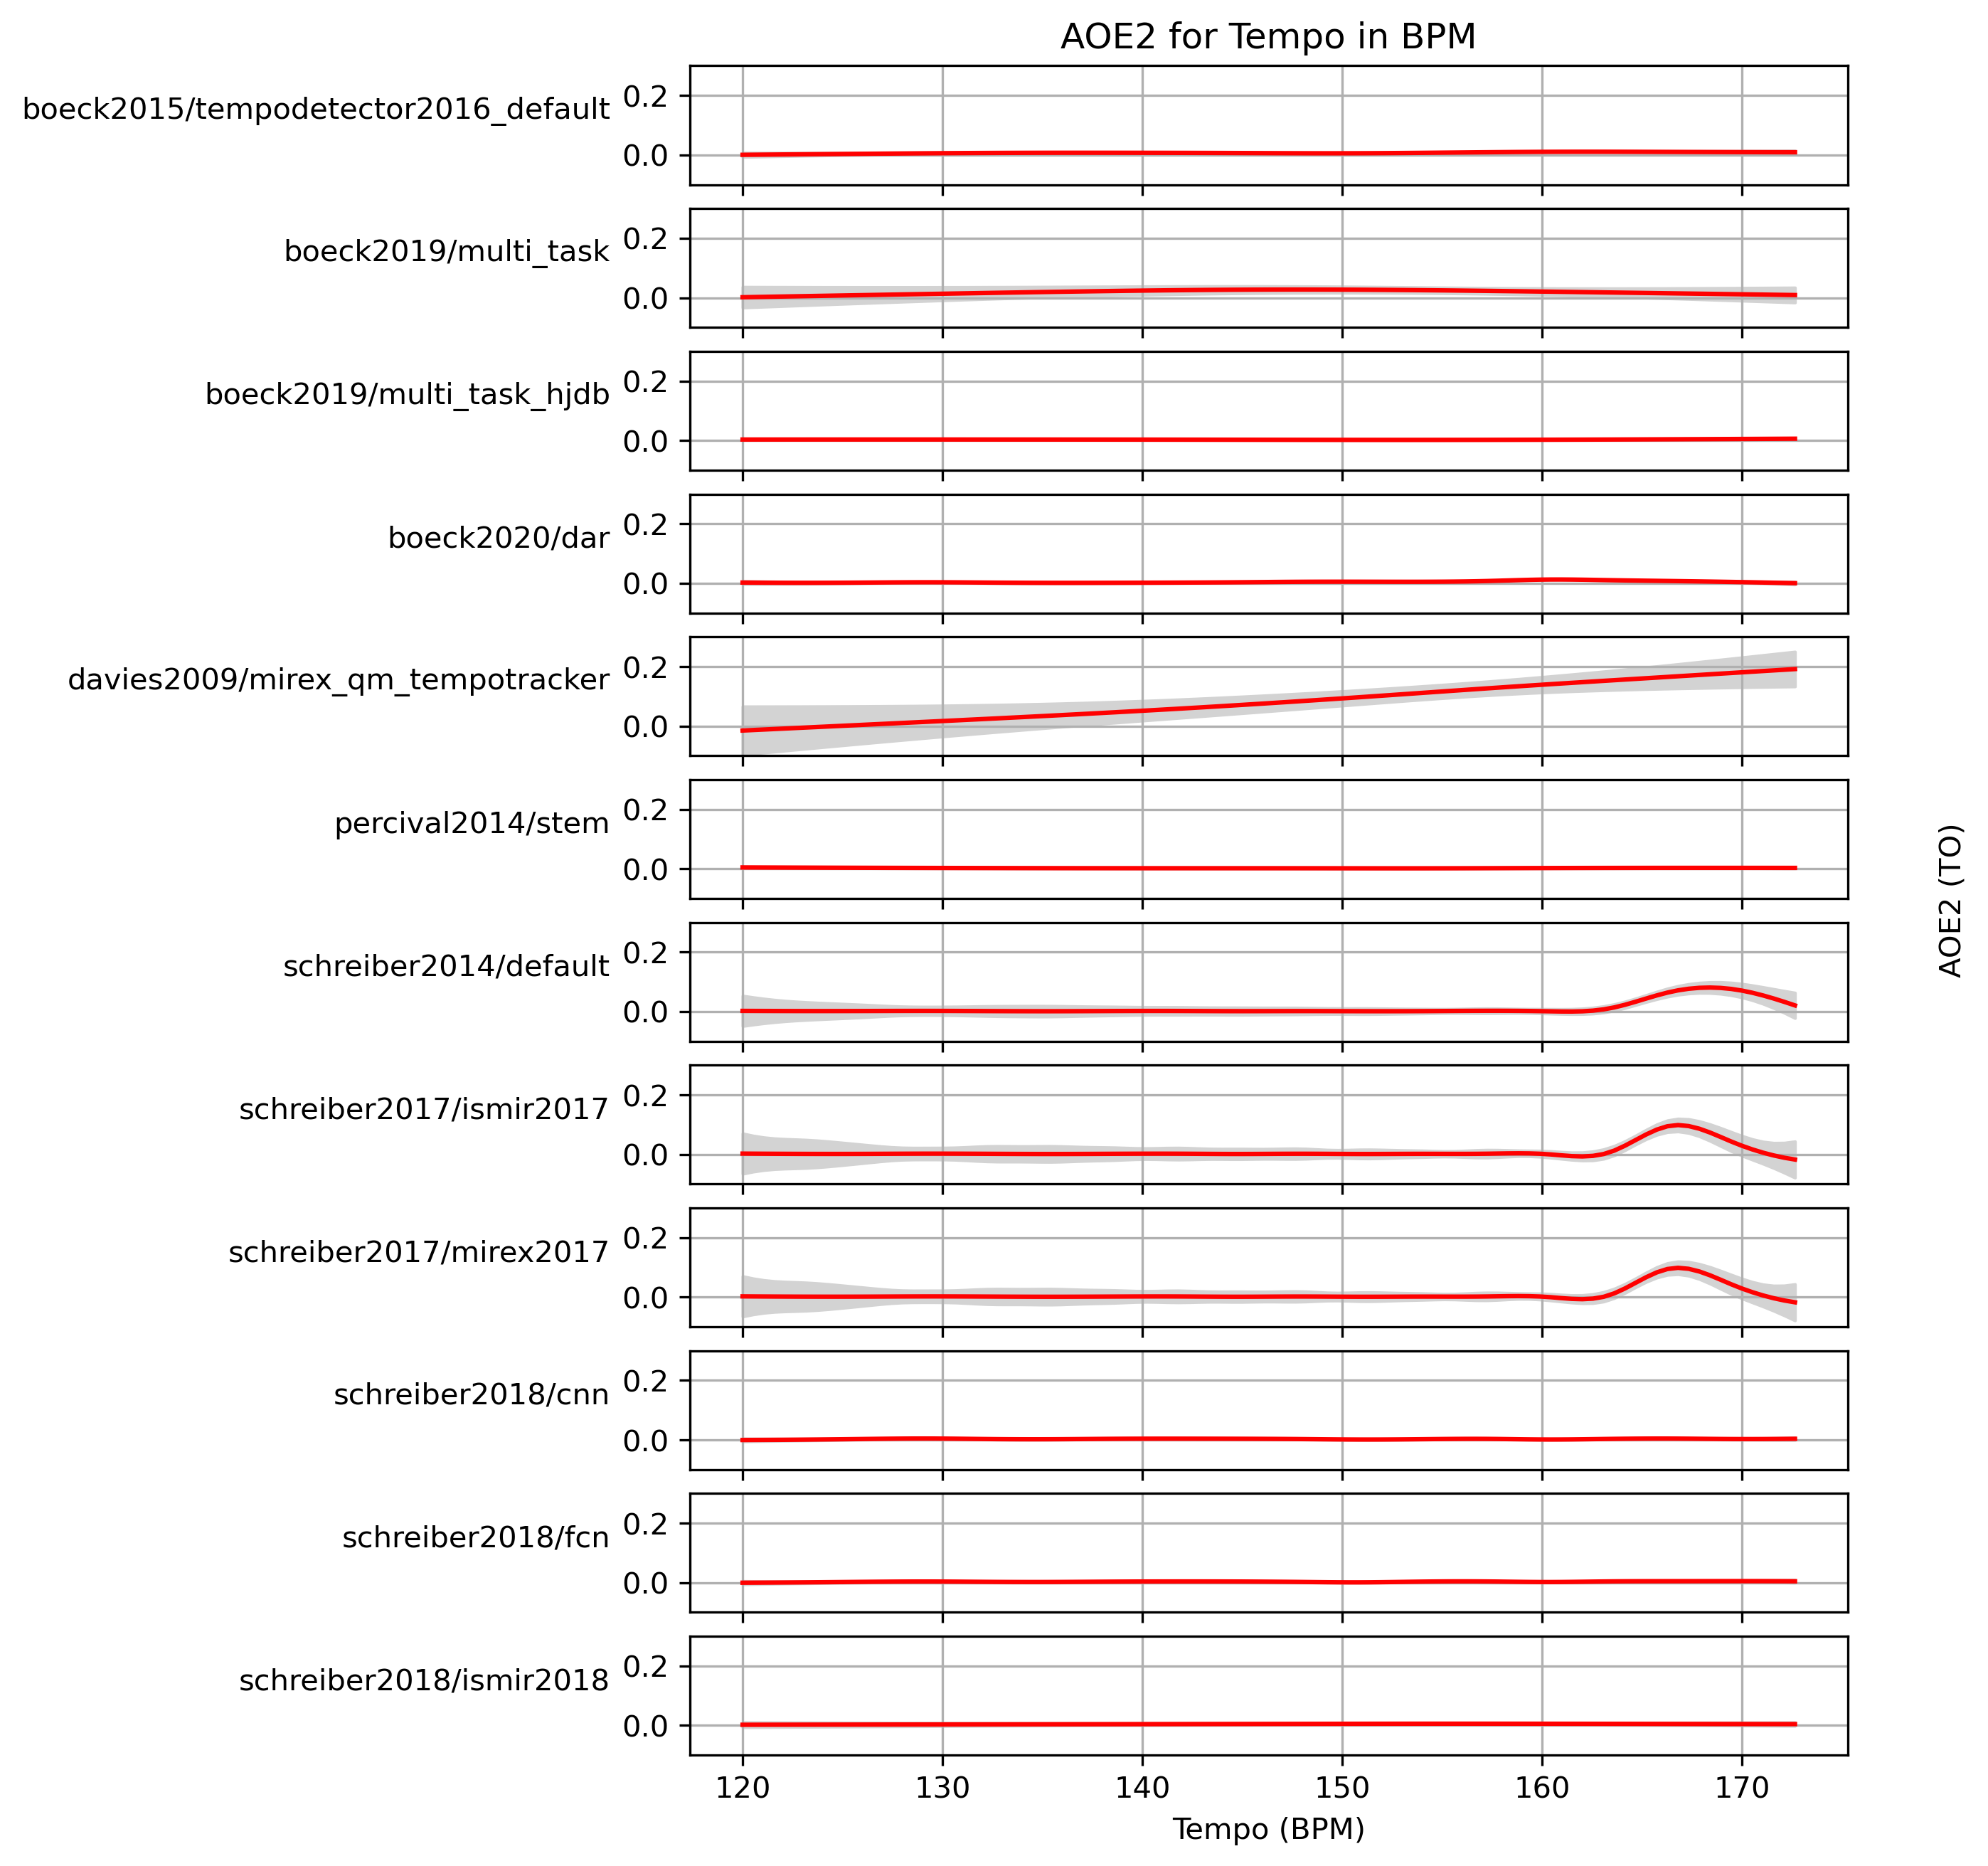 AOE2 for Tempo in BPM
boeck2015/tempodetector2016_default
0.2
0.0
boeck2019/multi_task
0.2
0.0
boeck2019/multi_task_hjdb
0.2
0.0
boeck2020/dar
0.2
0.0
davies2009/mirex_qm_tempotracker
0.2
0.0
percival2014/stem
0.2
0.0
schreiber2014/default
0.2
0.0
schreiber2017/ismir2017
0.2
0.0
schreiber2017/mirex2017
0.2
0.0
schreiber2018/cnn
0.2
0.0
schreiber2018/fcn
0.2
0.0
schreiber2018/ismir2018
0.2
0.0
120 130 140 150 160 170
Tempo (BPM)
AOE2 (TO)